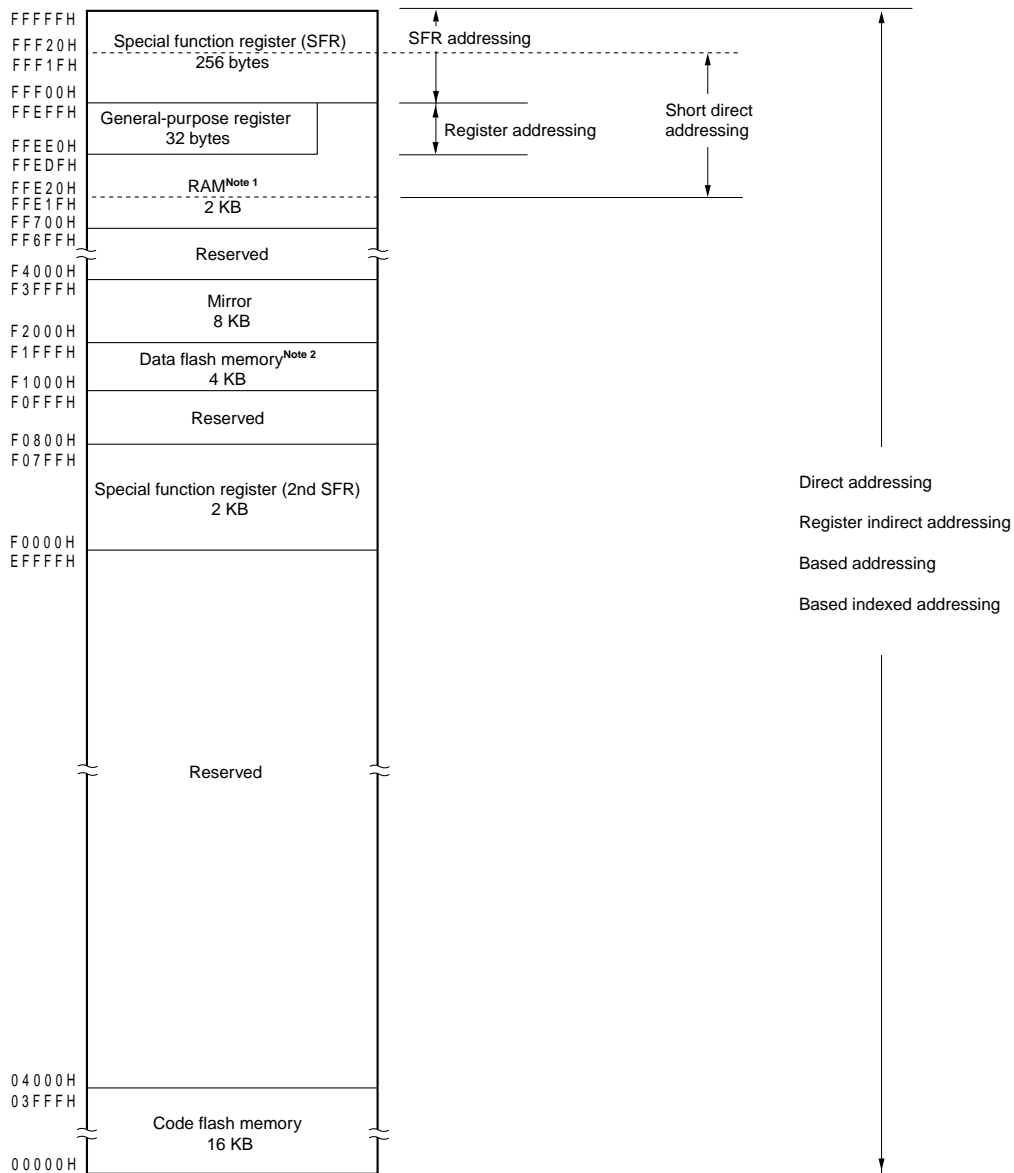 FFFFFH
Special function register (SFR)
256 bytes
SFR addressing
FFF20H
FFF1FH
FFF00H
FFEFFH
General-purpose register
32 bytes
Register addressing
Short direct
addressing
FFEE0H
FFEDFH
RAMNote 1
2 KB
FFE20H
FFE1FH
FF700H
FF6FFH
Reserved
F4000H
F3FFFH
Mirror
8 KB
F2000H
F1FFFH
Data flash memoryNote 2
4 KB
F1000H
F0FFFH
Reserved
F0800H
F07FFH
Special function register (2nd SFR)
2 KB
Direct addressing
Register indirect addressing
Based addressing
Based indexed addressing
F0000H
EFFFFH
Reserved
04000H
03FFFH
Code flash memory
16 KB
00000H